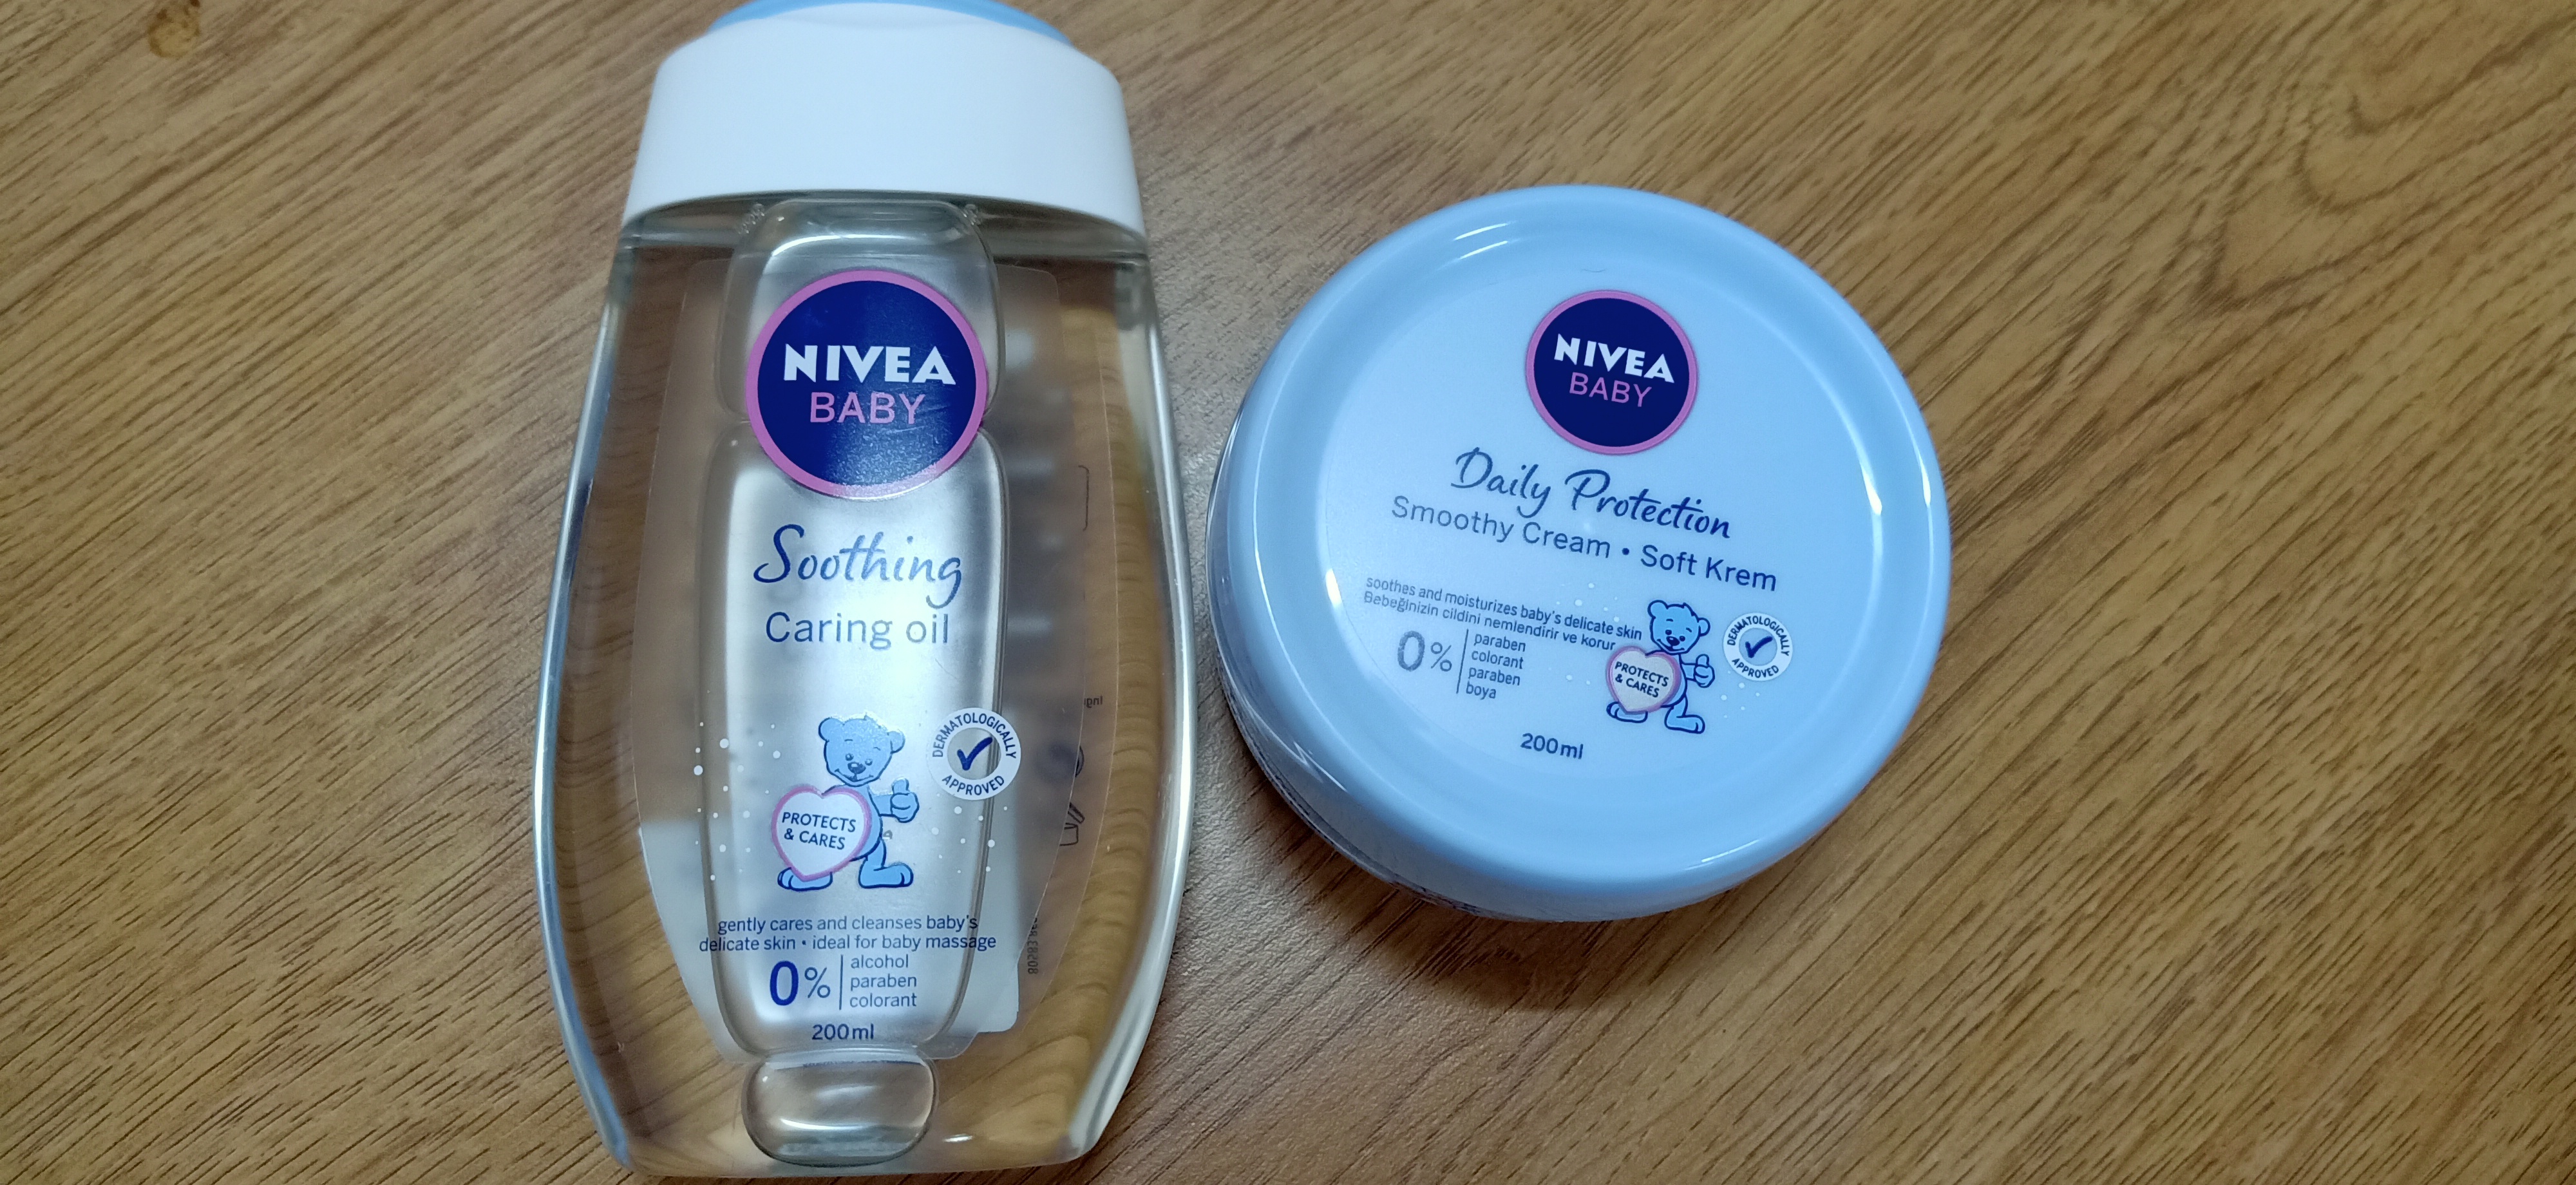 NIVEA
BABY
Soothing
Caring oil
DERMATOLOGICALLY
APPROVED
PROTECTS
& CARES
gently cares and cleanses baby's
delicate skin • ideal for baby massage
0%
alcohol
paraben
colorant
200ml
NIVEA
BABY
Daily Protection
Smoothy Cream • Soft Krem
soothes and moisturizes baby's delicate skin
Bebeğinizin cildini nemlendirir ve korur
0%
paraben
colorant
paraben
boya
PROTECTS
& CARES
DERMATOLOGICALLY
APPROVED
200ml